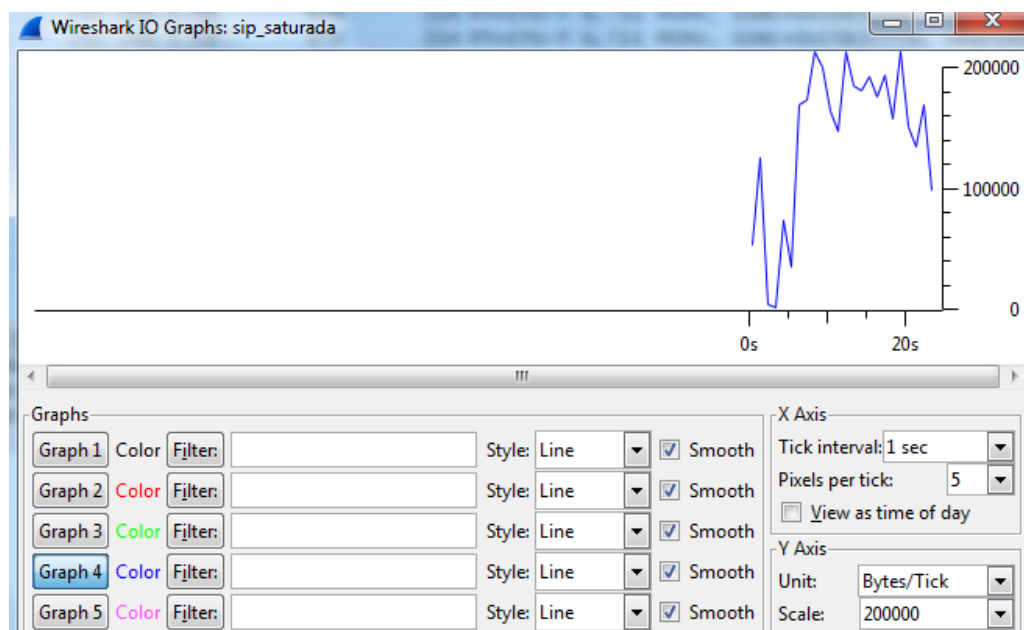 Wireshark IO Graphs: sip_saturada
200000
100000
0
0s 20s
Graphs
Graph 1 Color Filter: Style: Line Smooth
Graph 2 Color Filter: Style: Line Smooth
Graph 3 Color Filter: Style: Line Smooth
Graph 4 Color Filter: Style: Line Smooth
Graph 5 Color Filter: Style: Line Smooth
X Axis
Tick interval: 1 sec
Pixels per tick: 5
View as time of day
Y Axis
Unit: Bytes/Tick
Scale: 200000